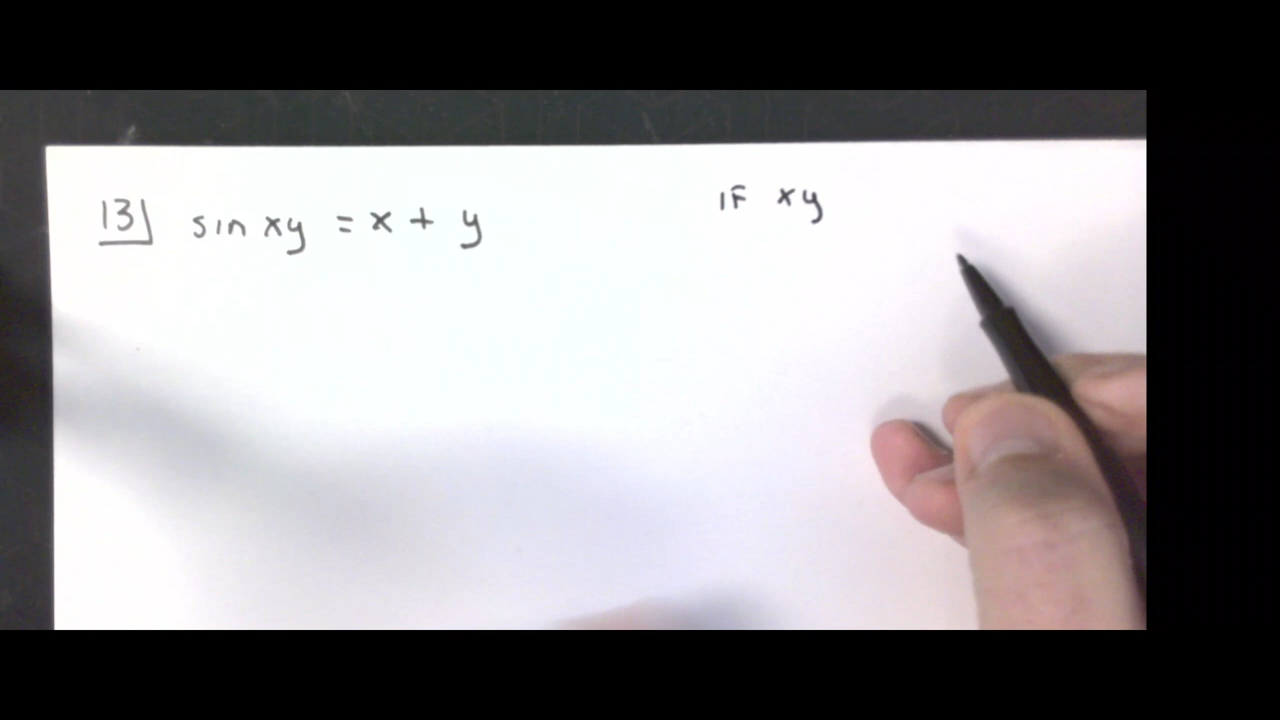 13] sin xy = x + y
IF xy